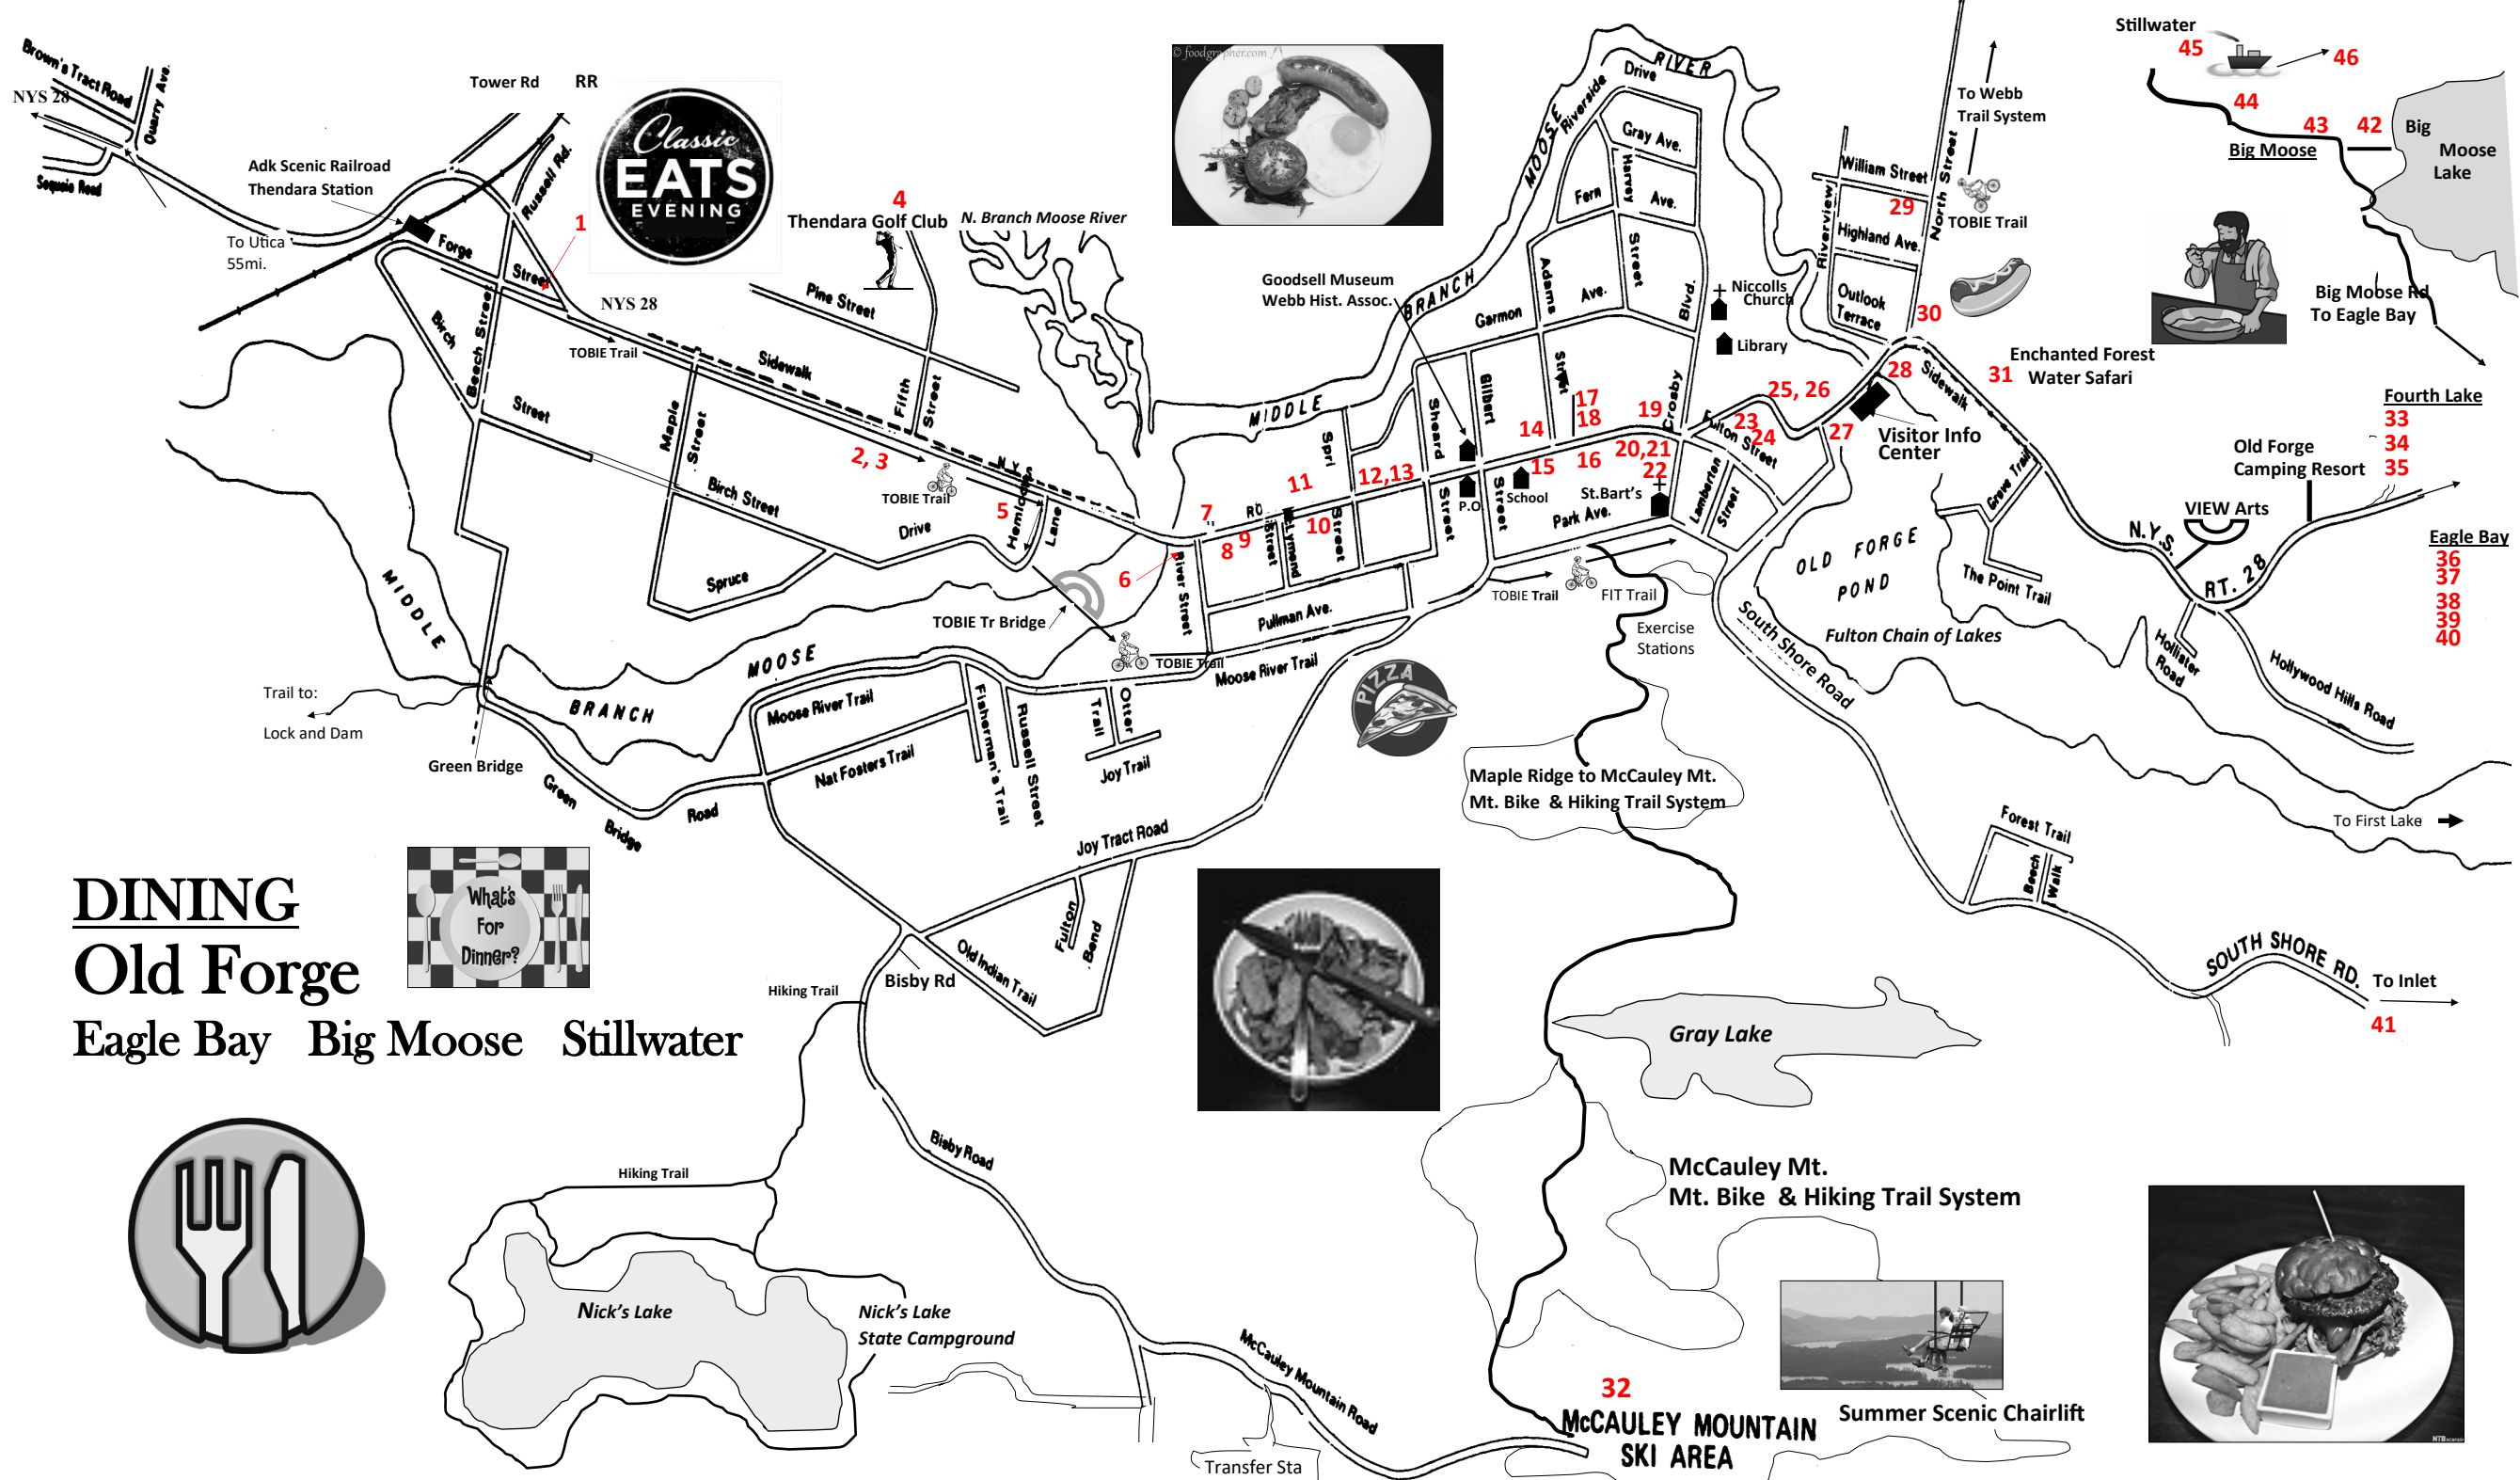 Brown's Tract Road
NYS 28
Quarry Ave.
Sequoia Road
Tower Rd
RR
Russell Rd.
Adk Scenic Railroad
Thendara Station
To Utica
55mi.
Forge
Street
1
Classic
EATS
EVENING
4
Thendara Golf Club
N. Branch Moose River
Pine Street
NYS 28
TOBIE Trail
Sidewalk
Birch
Street
Beech Street
Maple
Street
Fifth
Street
2, 3
TOBIE Trail
N.Y.S.
Birch Street
Drive
5
Hemlock
Lane
Spruce
MIDDLE
MOOSE
BRANCH
TOBIE Tr Bridge
TOBIE Trail
6
7
8
9
10
11
12,13
RD
River Street
Street
McLymond
Street
Spri
Pullman Ave.
Moose River Trail
© foodgrapher.com
Goodsell Museum
Webb Hist. Assoc.
MIDDLE
BRANCH
MOOSE
RIVER
Riverside
Drive
Gray Ave.
Harvey
Street
Fern
Ave.
Adams
Street
Garmon
Ave.
Crosby
Blvd.
Niccolls
Church
Library
Sheard
Street
Gilbert
Street
P.O.
School
St.Bart's
Park Ave.
14
15
16
17
18
19
20,21
22
23
24
25, 26
27
28
29
30
31
Fulton Street
Lamberton
Street
William Street
Riverview
Highland Ave.
Outlook
Terrace
North Street
To Webb
Trail System
TOBIE Trail
Enchanted Forest
Water Safari
Sidewalk
Visitor Info
Center
Grove Trail
OLD FORGE
POND
The Point Trail
Fulton Chain of Lakes
Stillwater
45
46
44
43
42
Big Moose
Big
Moose
Lake
Big Moose Rd
To Eagle Bay
Fourth Lake
33
34
35
Old Forge
Camping Resort
VIEW Arts
Eagle Bay
36
37
38
39
40
N.Y.S.
RT. 28
Hollister
Road
Hollywood Hills Road
TOBIE Trail
FIT Trail
Exercise
Stations
South Shore Road
PIZZA
Trail to:
Lock and Dam
Green Bridge
Green
Bridge
Road
Moose River Trail
Nat Fosters Trail
Fisherman's Trail
Russell Street
Otter
Trail
Joy Trail
Joy Tract Road
Fulton
Bend
Old Indian Trail
Bisby Rd
Hiking Trail
Maple Ridge to McCauley Mt.
Mt. Bike & Hiking Trail System
To First Lake
Forest Trail
Beech
Walk
SOUTH SHORE RD.
To Inlet
41
Gray Lake
DINING
Old Forge
Eagle Bay Big Moose Stillwater
What's
For
Dinner?
Hiking Trail
Bisby Road
McCauley Mt.
Mt. Bike & Hiking Trail System
Nick's Lake
Nick's Lake
State Campground
McCauley Mountain Road
Transfer Sta
32
McCAULEY MOUNTAIN
SKI AREA
Summer Scenic Chairlift